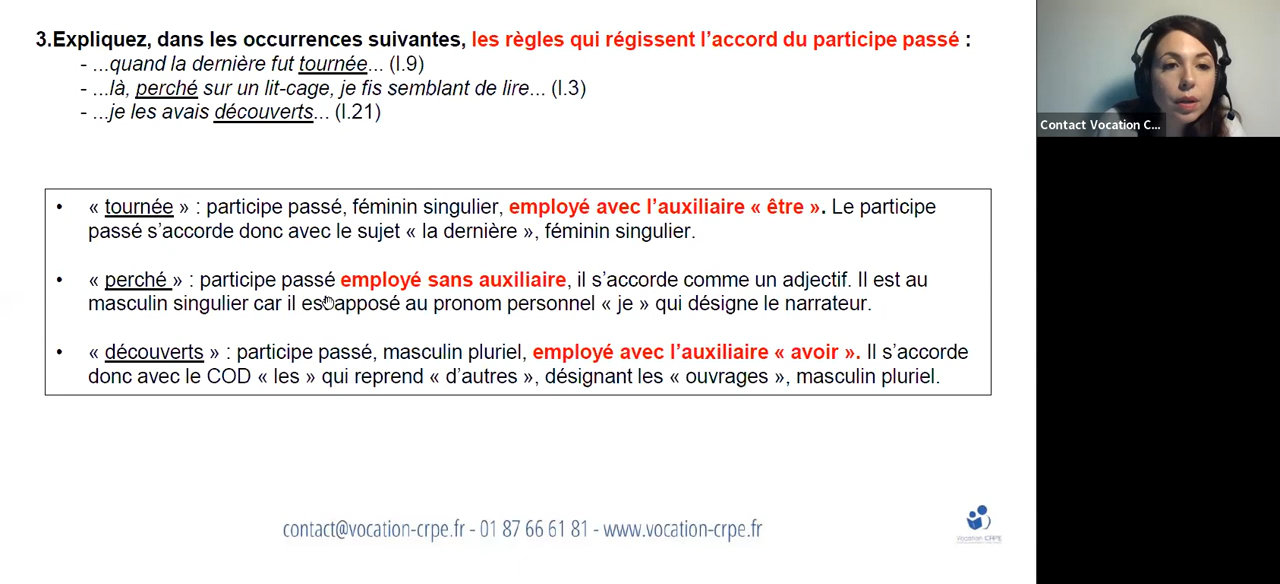 3.Expliquez, dans les occurrences suivantes, les règles qui régissent l'accord du participe passé :
- ...quand la dernière fut tournée... (l.9)
- ...là, perché sur un lit-cage, je fis semblant de lire... (l.3)
- ...je les avais découverts... (l.21)
Contact Vocation C...
• « tournée » : participe passé, féminin singulier, employé avec l'auxiliaire « être ». Le participe
passé s'accorde donc avec le sujet « la dernière », féminin singulier.
• « perché » : participe passé employé sans auxiliaire, il s'accorde comme un adjectif. Il est au
masculin singulier car il es apposé au pronom personnel « je » qui désigne le narrateur.
• « découverts » : participe passé, masculin pluriel, employé avec l'auxiliaire « avoir ». Il s'accorde
donc avec le COD « les » qui reprend « d'autres », désignant les « ouvrages », masculin pluriel.
contact@vocation-crpe.fr - 01 87 66 61 81 - www.vocation-crpe.fr
Vocation CRPE